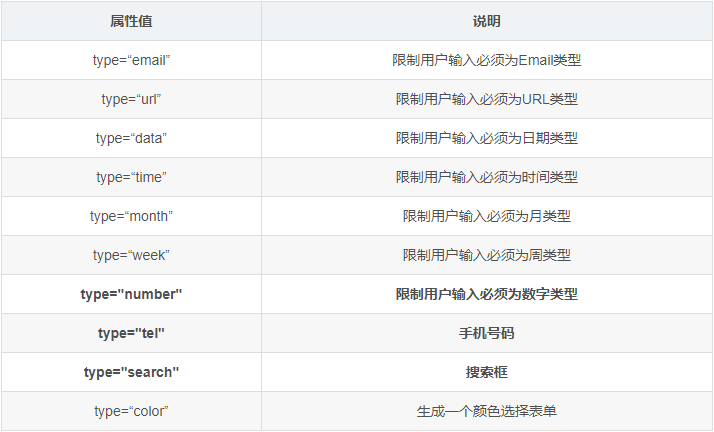 属性值 说明
type=“email” 限制用户输入必须为Email类型
type=“url” 限制用户输入必须为URL类型
type=“data” 限制用户输入必须为日期类型
type=“time” 限制用户输入必须为时间类型
type=“month” 限制用户输入必须为月类型
type=“week” 限制用户输入必须为周类型
type="number" 限制用户输入必须为数字类型
type="tel" 手机号码
type="search" 搜索框
type=“color” 生成一个颜色选择表单